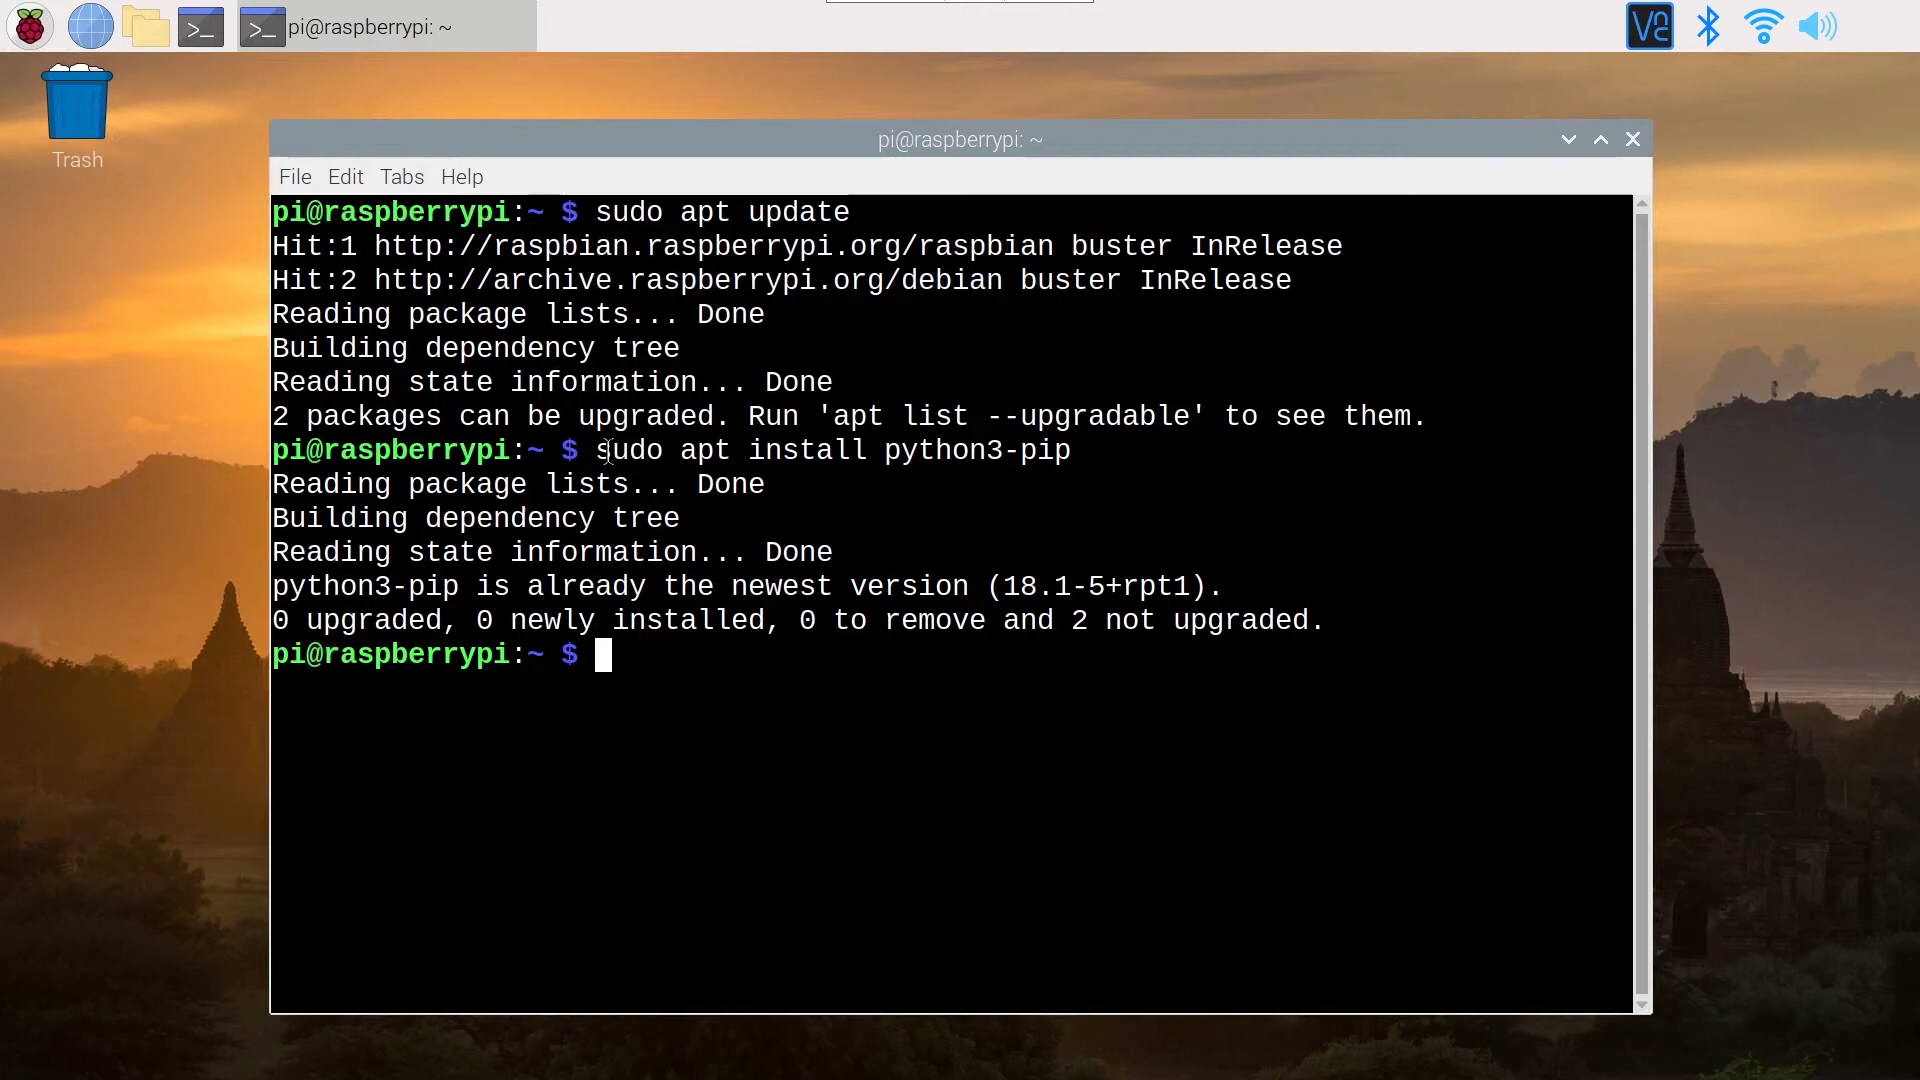 >_
>_ pi@raspberrypi: ~
VNC
Trash
pi@raspberrypi: ~
File Edit Tabs Help
pi@raspberrypi:~ $ sudo apt update
Hit:1 http://raspbian.raspberrypi.org/raspbian buster InRelease
Hit:2 http://archive.raspberrypi.org/debian buster InRelease
Reading package lists... Done
Building dependency tree
Reading state information... Done
2 packages can be upgraded. Run 'apt list --upgradable' to see them.
pi@raspberrypi:~ $ sudo apt install python3-pip
Reading package lists... Done
Building dependency tree
Reading state information... Done
python3-pip is already the newest version (18.1-5+rpt1).
0 upgraded, 0 newly installed, 0 to remove and 2 not upgraded.
pi@raspberrypi:~ $